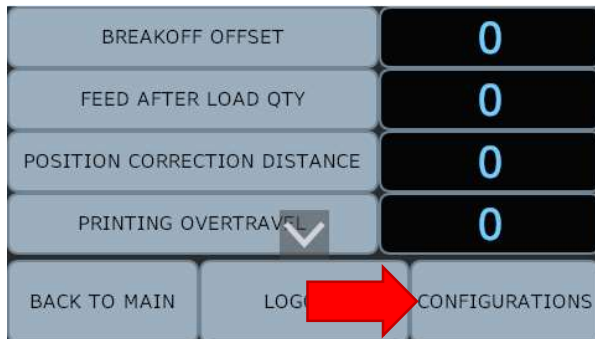 BREAKOFF OFFSET 0
FEED AFTER LOAD QTY 0
POSITION CORRECTION DISTANCE 0
PRINTING OVERTRAVEL 0
BACK TO MAIN CONFIGURATIONS